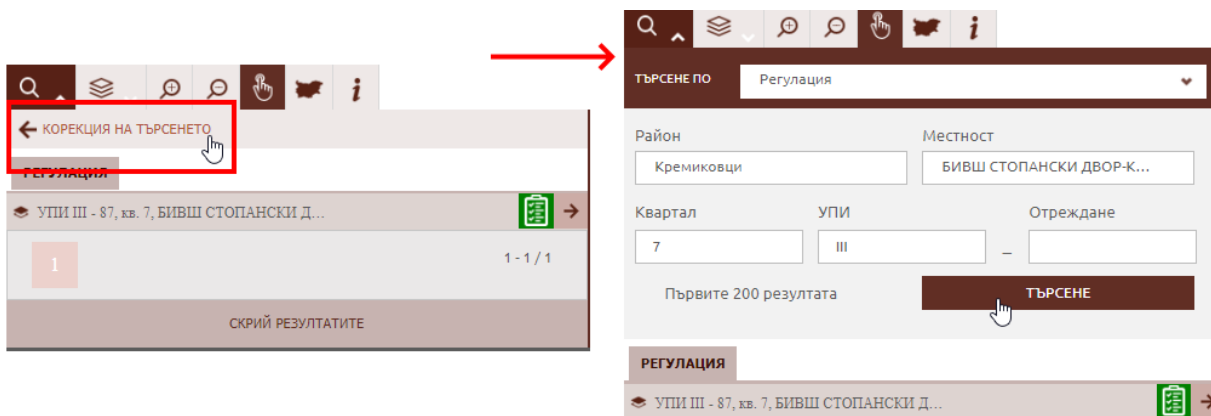 КОРЕКЦИЯ НА ТЪРСЕНЕТО
РЕГУЛАЦИЯ
УПИ III - 87, кв. 7, БИВШ СТОПАНСКИ Д...
1
1 - 1 / 1
СКРИЙ РЕЗУЛТАТИТЕ
ТЪРСЕНЕ ПО
Регулация
Район
Местност
Кремиковци
БИВШ СТОПАНСКИ ДВОР-К...
Квартал
УПИ
Отреждане
7
III
_
Първите 200 резултата
ТЪРСЕНЕ
РЕГУЛАЦИЯ
УПИ III - 87, кв. 7, БИВШ СТОПАНСКИ Д...